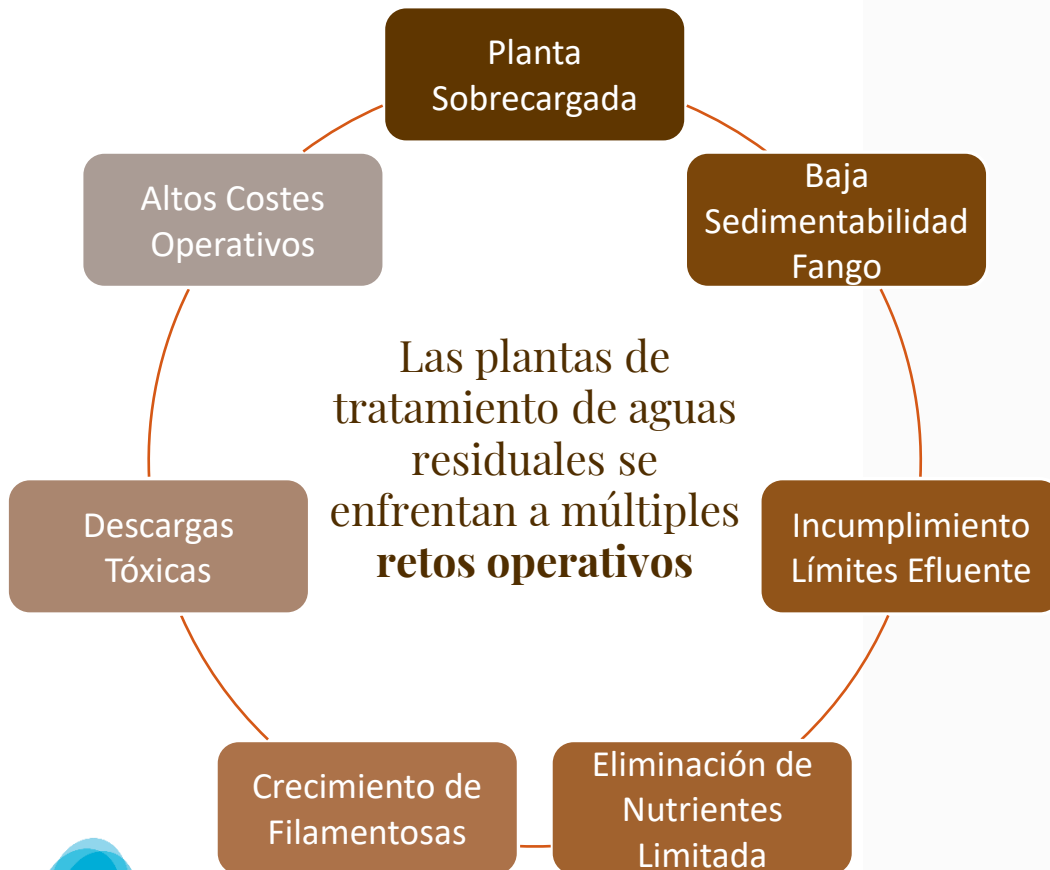 Planta
Sobrecargada
Baja
Sedimentabilidad
Fango
Incumplimiento
Límites Efluente
Eliminación de
Nutrientes
Limitada
Crecimiento de
Filamentosas
Descargas
Tóxicas
Altos Costes
Operativos
Las plantas de
tratamiento de aguas
residuales se
enfrentan a múltiples
retos operativos